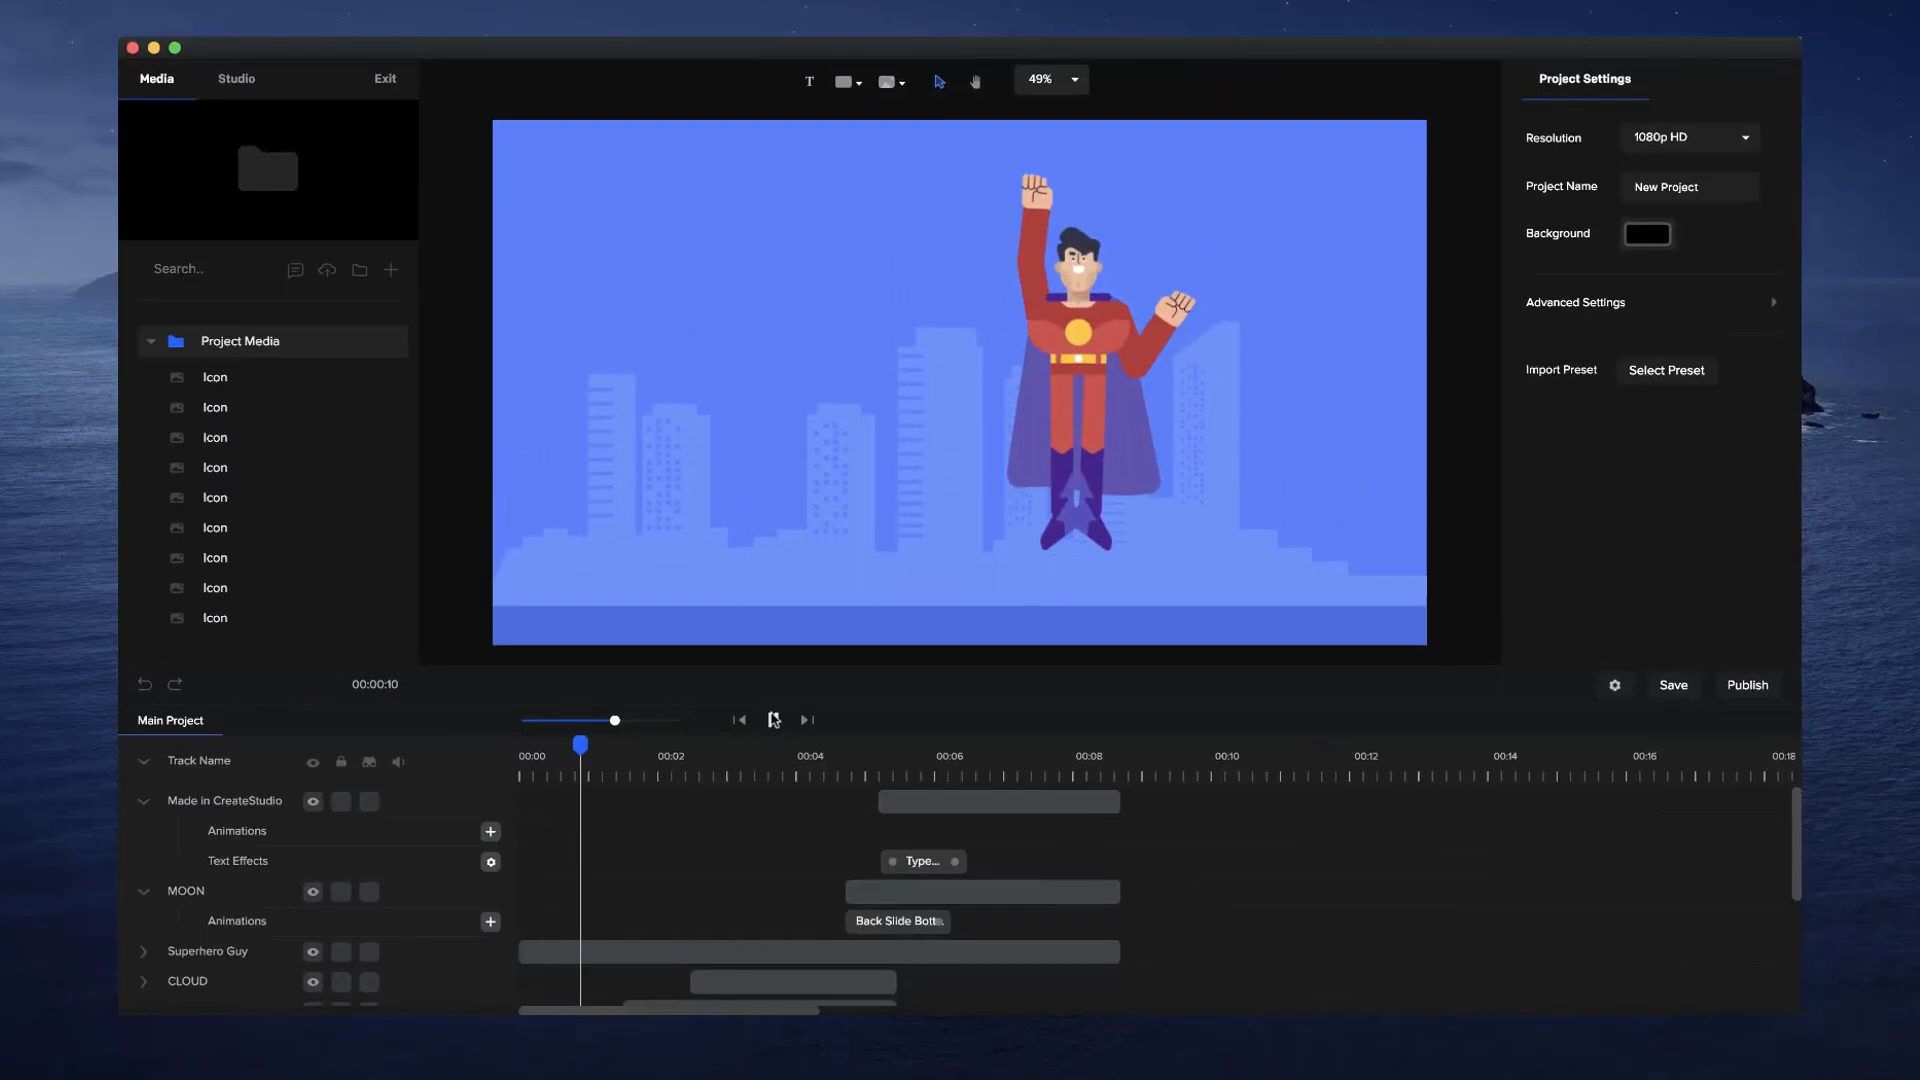 Media
Studio
Exit
T
49%
Project Settings
Resolution
1080p HD
Project Name
New Project
Background
Advanced Settings
Import Preset
Select Preset
Search..
Project Media
Icon
Icon
Icon
Icon
Icon
Icon
Icon
Icon
Icon
00:00:10
Save
Publish
Main Project
00:00
00:02
00:04
00:06
00:08
00:10
00:12
00:14
00:16
00:18
Track Name
Made in CreateStudio
Animations
Text Effects
Type...
MOON
Animations
Back Slide Bott..
Superhero Guy
CLOUD